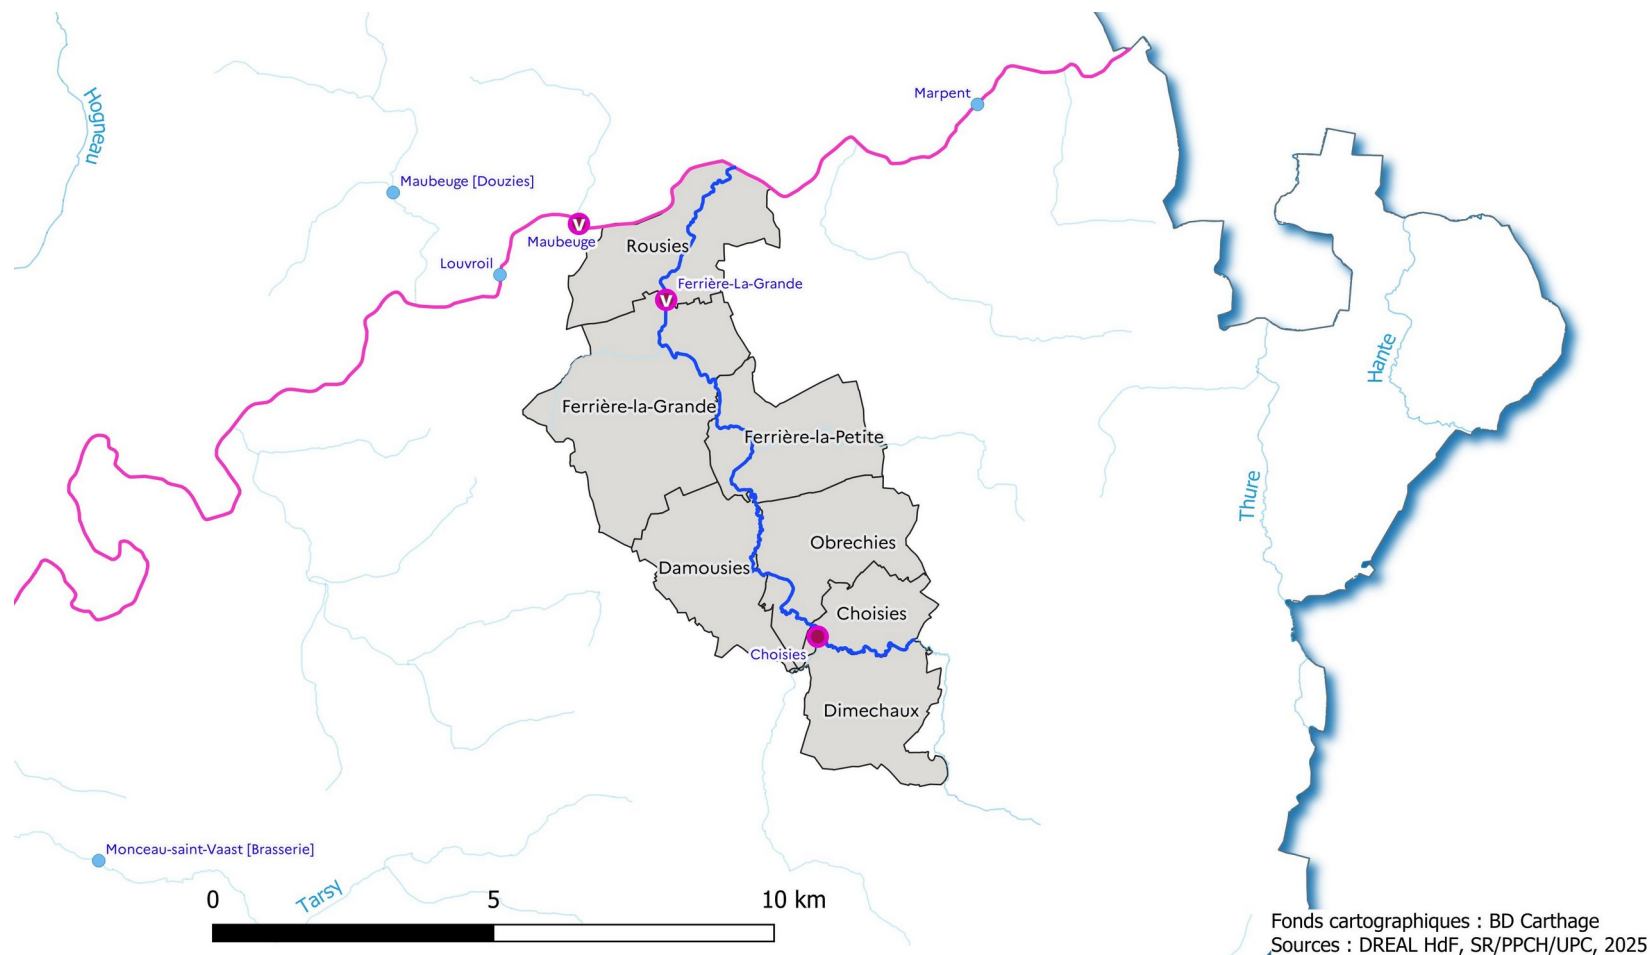 Marpent
Hogneau
Maubeuge [Douzies]
V
Maubeuge
Rousies
Louvroil
Ferrière-La-Grande
V
Hante
Ferrière-la-Grande
Ferrière-la-Petite
Thure
Obrechies
Damousies
Choisies
Choisies
Dimechaux
Monceau-saint-Vaast [Brasserie]
Tarsy
0 5 10 km
Fonds cartographiques : BD Carthage
Sources : DREAL HdF, SR/PPCH/UPC, 2025